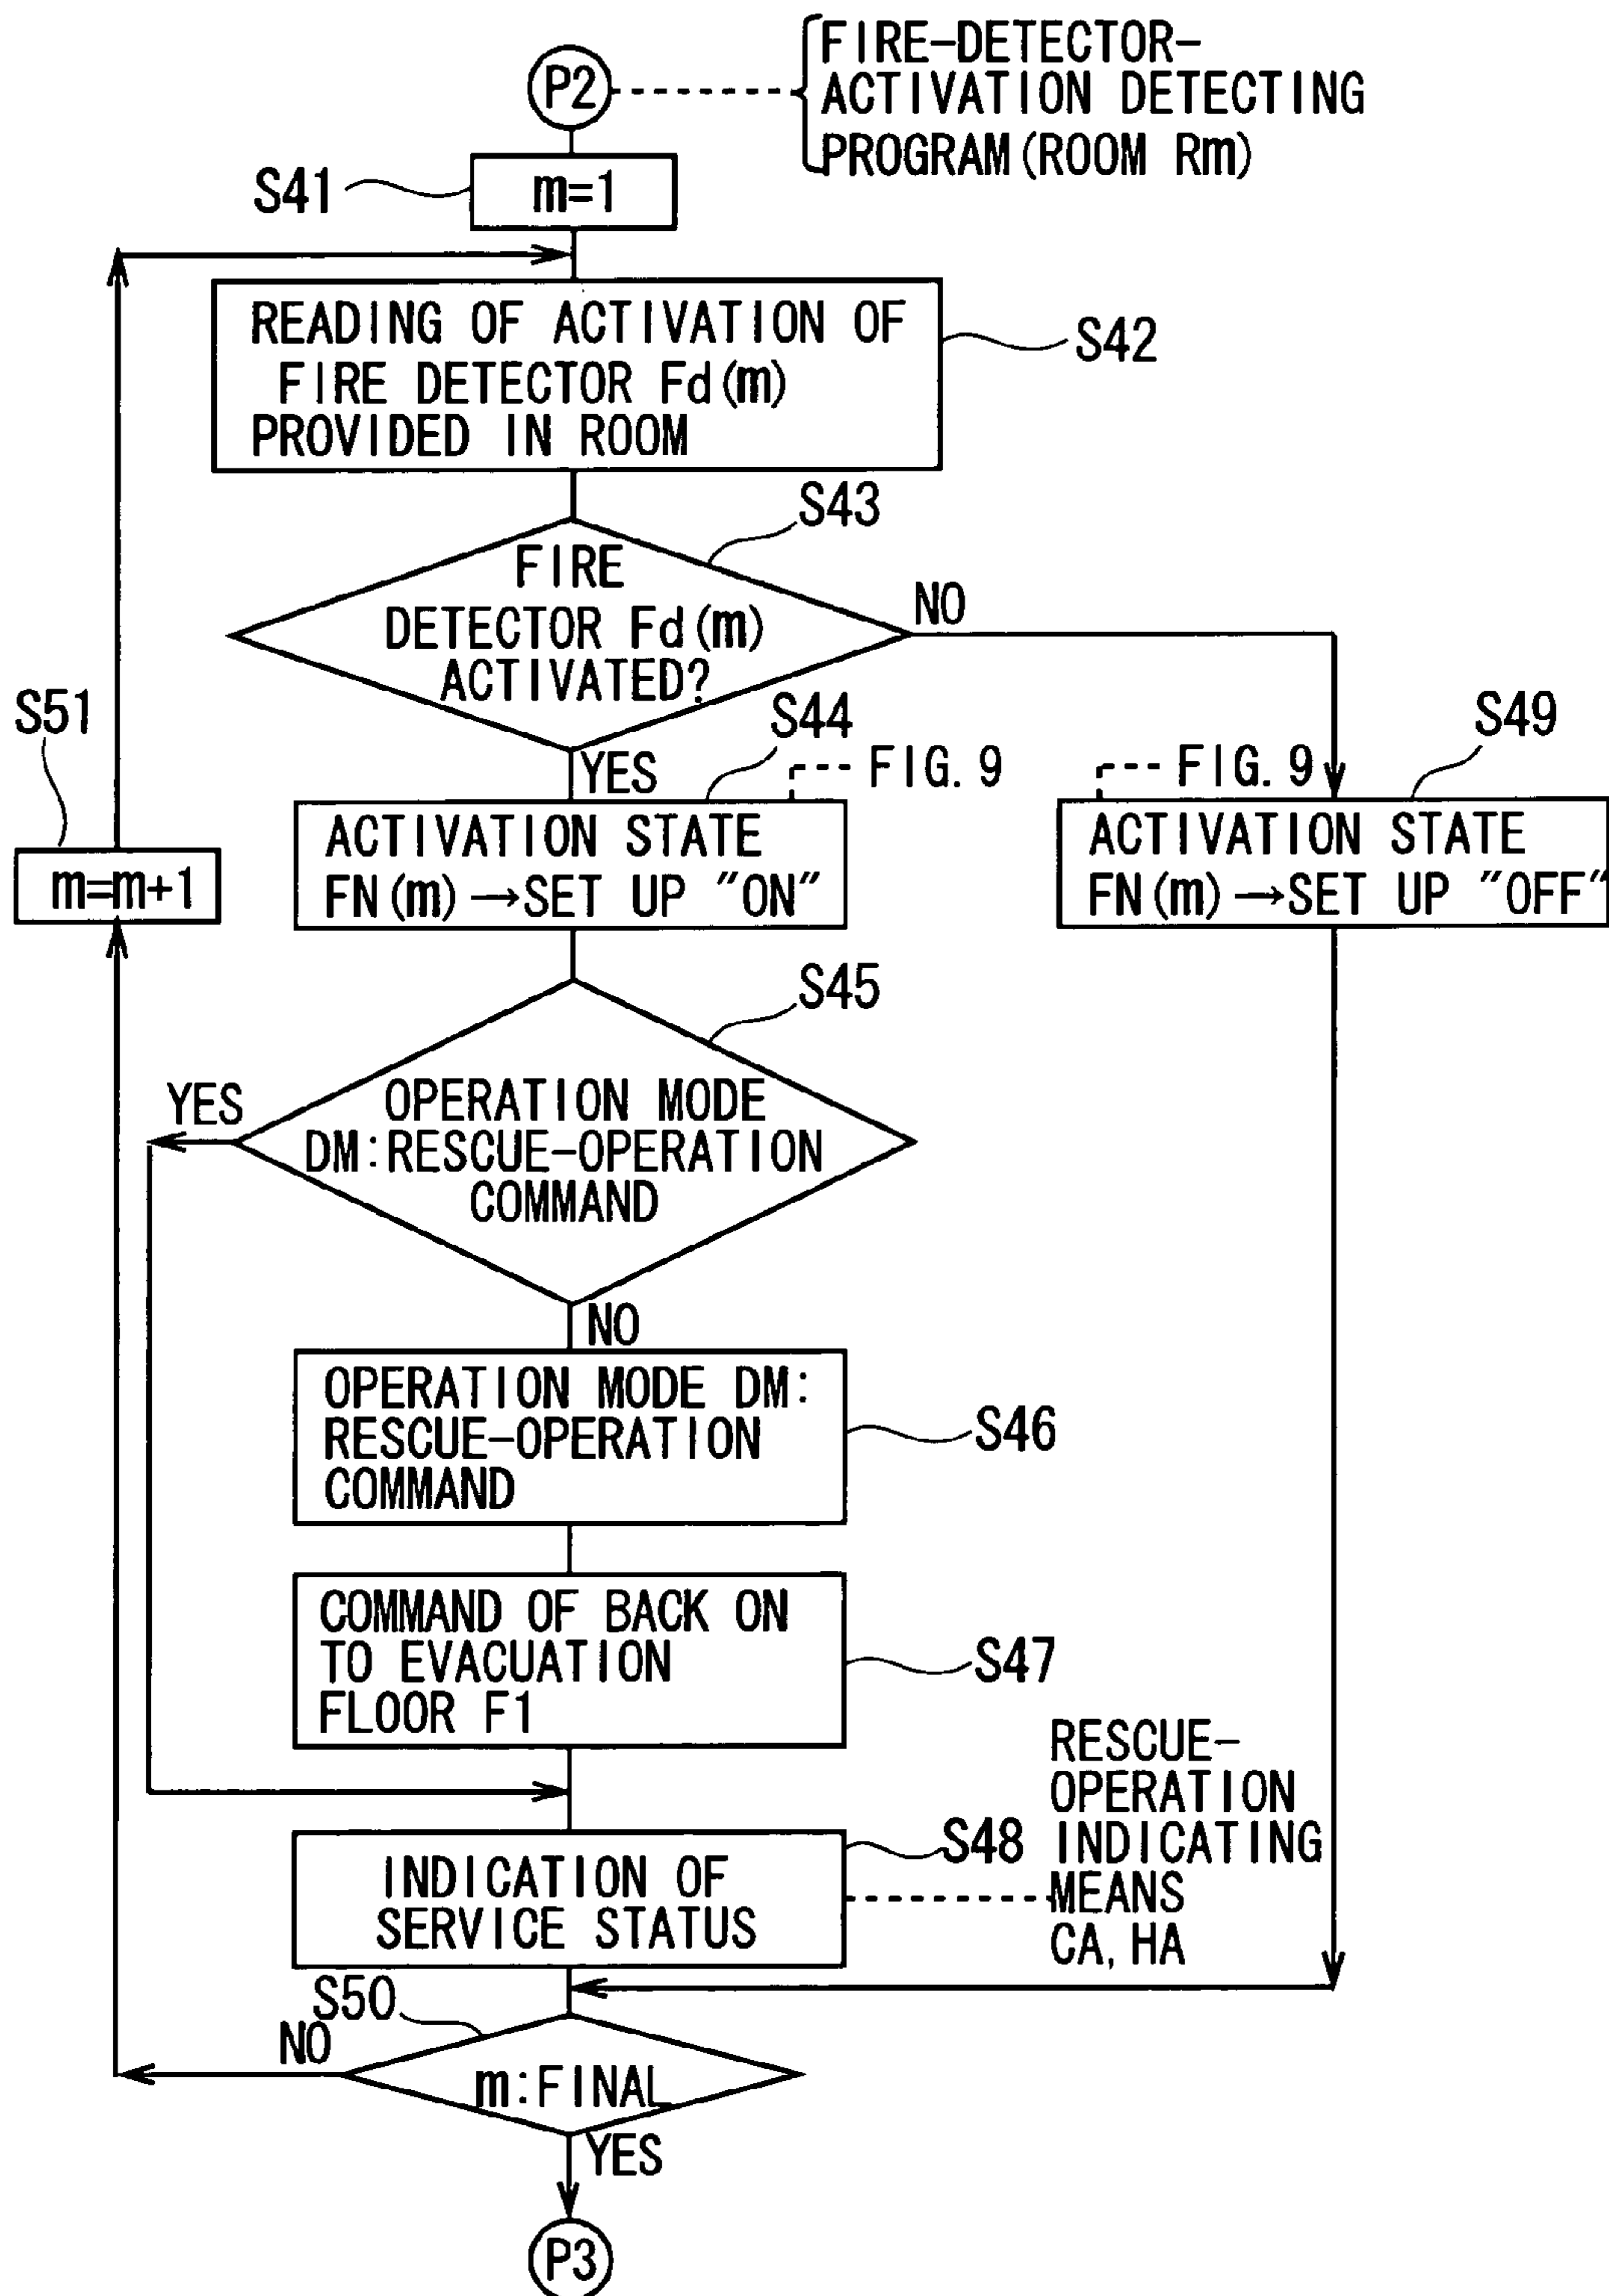 P2
FIRE-DETECTOR-
ACTIVATION DETECTING
PROGRAM(ROOM Rm)
S41
m=1
READING OF ACTIVATION OF
FIRE DETECTOR Fd(m)
PROVIDED IN ROOM
S42
S43
FIRE
DETECTOR Fd(m)
ACTIVATED?
NO
YES
S51
m=m+1
S44
FIG. 9
ACTIVATION STATE
FN(m)→SET UP "ON"
S49
FIG. 9
ACTIVATION STATE
FN(m)→SET UP "OFF"
S45
YES
OPERATION MODE
DM:RESCUE-OPERATION
COMMAND
NO
OPERATION MODE DM:
RESCUE-OPERATION
COMMAND
S46
COMMAND OF BACK ON
TO EVACUATION
FLOOR F1
S47
INDICATION OF
SERVICE STATUS
S48
RESCUE-
OPERATION
INDICATING
MEANS
CA, HA
S50
NO
m:FINAL
YES
P3